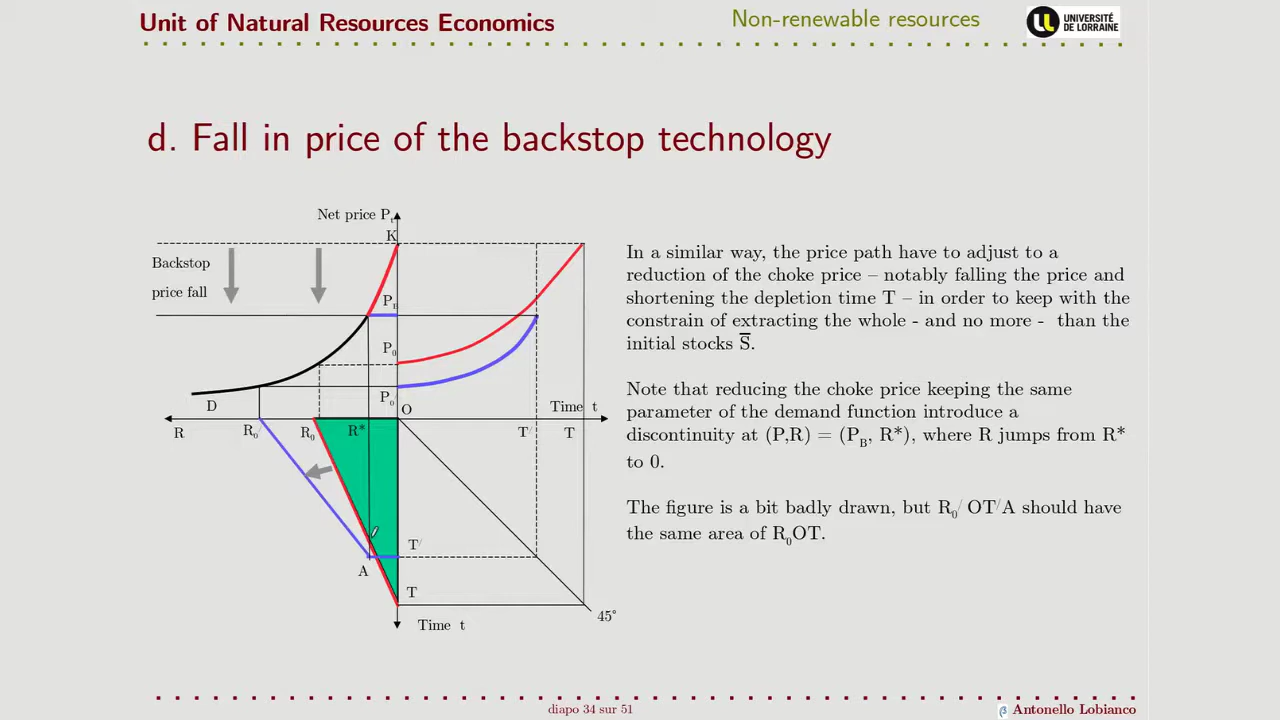 Unit of Natural Resources Economics
Non-renewable resources
UNIVERSITÉ
DE LORRAINE
d. Fall in price of the backstop technology
Net price Pt
K
Backstop
price fall
PB
P0
P0/
D
O
Time t
R
R0/
R0
R*
T/
T
T/
A
T
45°
Time t
In a similar way, the price path have to adjust to a
reduction of the choke price – notably falling the price and
shortening the depletion time T – in order to keep with the
constrain of extracting the whole - and no more - than the
initial stocks S̅.
Note that reducing the choke price keeping the same
parameter of the demand function introduce a
discontinuity at (P,R) = (PB, R*), where R jumps from R*
to 0.
The figure is a bit badly drawn, but R0/ OT/A should have
the same area of R0OT.
diapo 34 sur 51
Antonello Lobianco